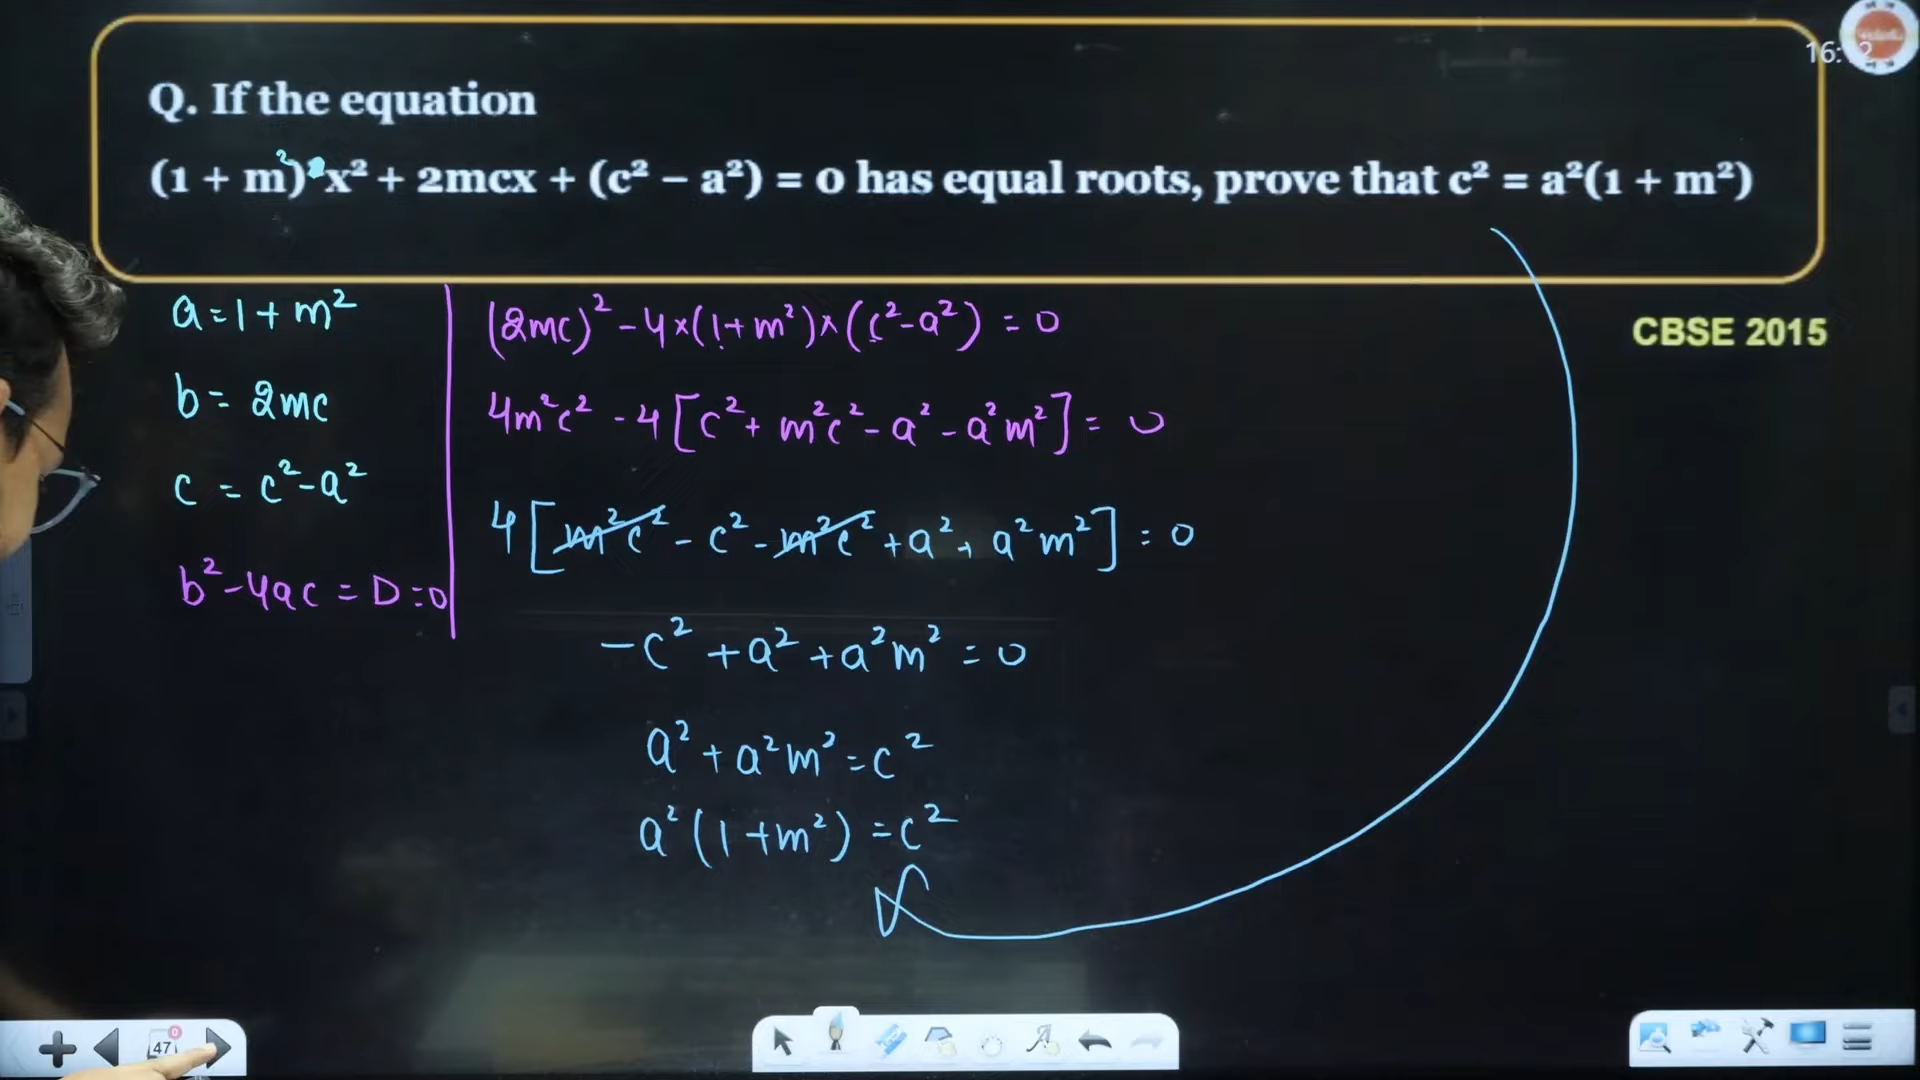 Q. If the equation
(1 + m²)x² + 2mcx + (c² – a²) = 0 has equal roots, prove that c² = a²(1 + m²)
CBSE 2015
a = 1 + m²
b = 2mc
c = c² - a²
b² - 4ac = D = 0
(2mc)² - 4 × (1 + m²) × (c² - a²) = 0
4m²c² - 4 [c² + m²c² - a² - a²m²] = 0
4 [m²c² - c² - m²c² + a² + a²m²] = 0
-c² + a² + a²m² = 0
a² + a²m² = c²
a² (1 + m²) = c²
47
0